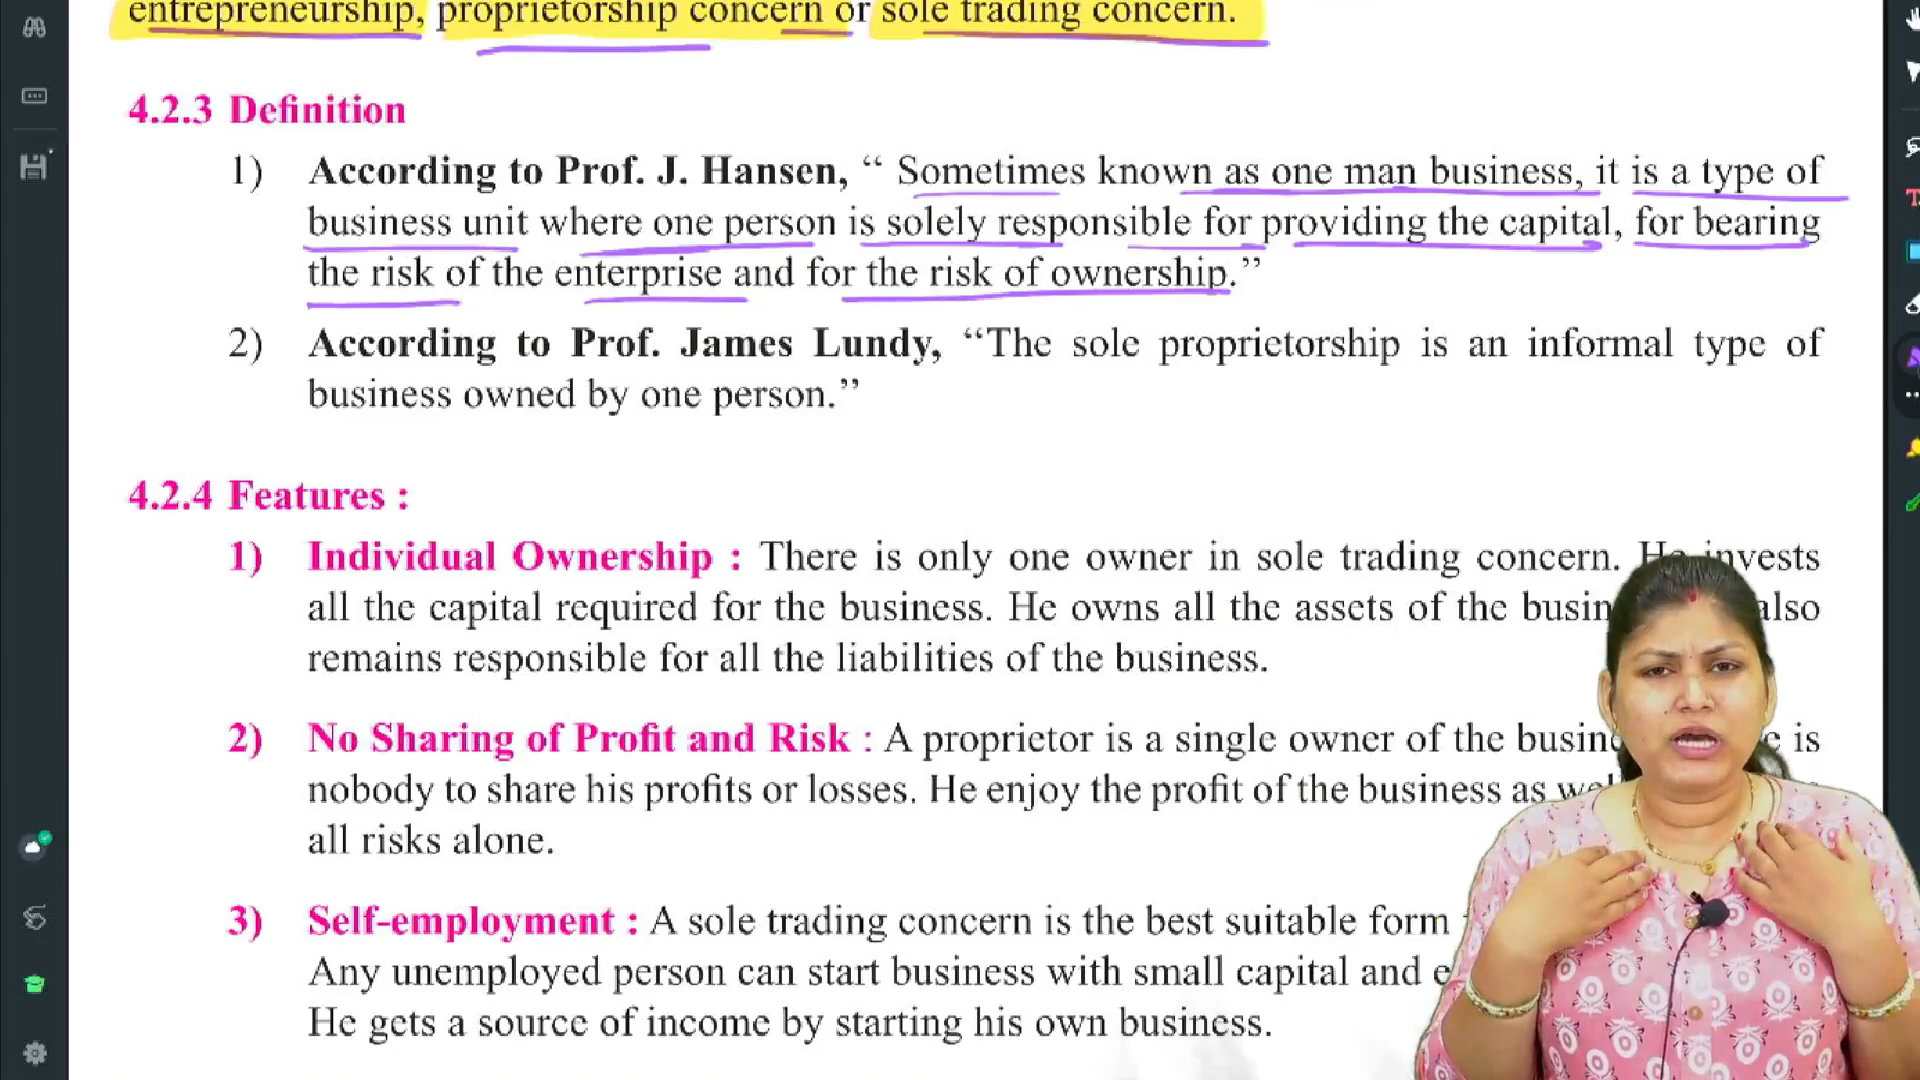 entrepreneurship, proprietorship concern or sole trading concern.
4.2.3 Definition
1) According to Prof. J. Hansen, “ Sometimes known as one man business, it is a type of
business unit where one person is solely responsible for providing the capital, for bearing
the risk of the enterprise and for the risk of ownership.”
2) According to Prof. James Lundy, “The sole proprietorship is an informal type of
business owned by one person.”
4.2.4 Features :
1) Individual Ownership : There is only one owner in sole trading concern. He invests
all the capital required for the business. He owns all the assets of the busin also
remains responsible for all the liabilities of the business.
2) No Sharing of Profit and Risk : A proprietor is a single owner of the busin is
nobody to share his profits or losses. He enjoy the profit of the business as
all risks alone.
3) Self-employment : A sole trading concern is the best suitable form
Any unemployed person can start business with small capital and
He gets a source of income by starting his own business.